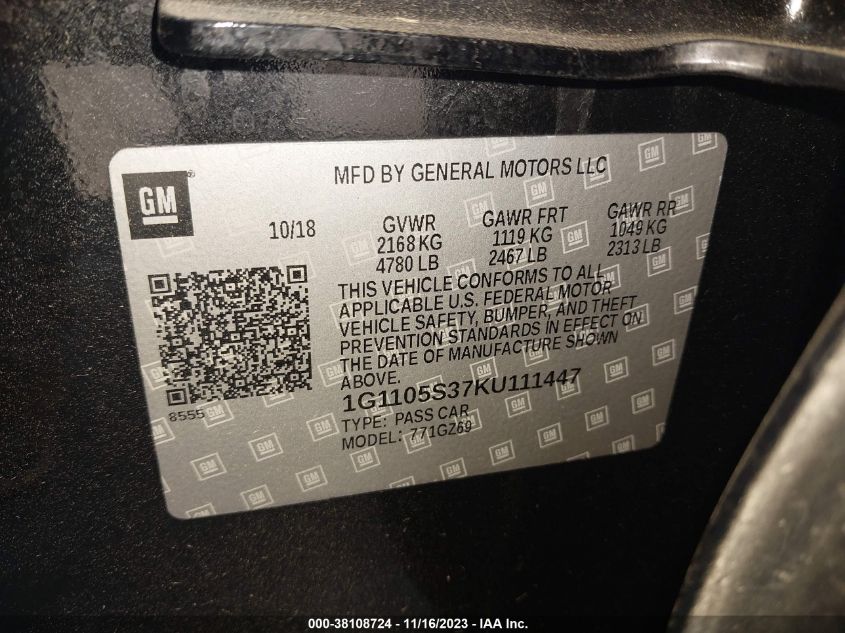 MFD BY GENERAL MOTORS LLC
GM
10/18
GVWR GAWR FRT GAWR RR
2168 KG 1119 KG 1049 KG
4780 LB 2467 LB 2313 LB
THIS VEHICLE CONFORMS TO ALL
APPLICABLE U.S. FEDERAL MOTOR
VEHICLE SAFETY, BUMPER, AND THEFT
PREVENTION STANDARDS IN EFFECT ON
THE DATE OF MANUFACTURE SHOWN
ABOVE.
8555
1G1105S37KU111447
TYPE: PASS CAR
MODEL: 771GZ69
000-38108724 - 11/16/2023 - IAA Inc.